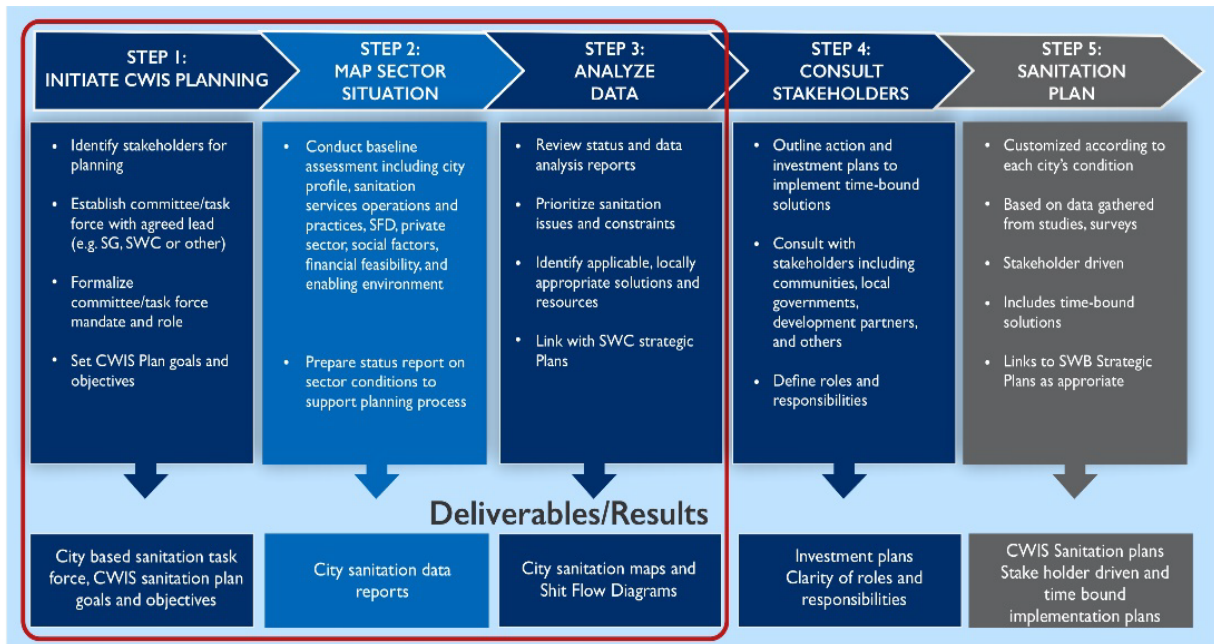 STEP 1:
INITIATE CWIS PLANNING
STEP 2:
MAP SECTOR
SITUATION
STEP 3:
ANALYZE
DATA
STEP 4:
CONSULT
STAKEHOLDERS
STEP 5:
SANITATION
PLAN
• Identify stakeholders for
planning
• Establish committee/task
force with agreed lead
(e.g. SG, SWC or other)
• Formalize
committee/task force
mandate and role
• Set CWIS Plan goals and
objectives
• Conduct baseline
assessment including city
profile, sanitation
services operations and
practices, SFD, private
sector, social factors,
financial feasibility, and
enabling environment
• Prepare status report on
sector conditions to
support planning process
• Review status and data
analysis reports
• Prioritize sanitation
issues and constraints
• Identify applicable, locally
appropriate solutions and
resources
• Link with SWC strategic
Plans
• Outline action and
investment plans to
implement time-bound
solutions
• Consult with
stakeholders including
communities, local
governments,
development partners,
and others
• Define roles and
responsibilities
• Customized according to
each city's condition
• Based on data gathered
from studies, surveys
• Stakeholder driven
• Includes time-bound
solutions
• Links to SWB Strategic
Plans as approriate
Deliverables/Results
City based sanitation task
force, CWIS sanitation plan
goals and objectives
City sanitation data
reports
City sanitation maps and
Shit Flow Diagrams
Investment plans
Clarity of roles and
responsibilities
CWIS Sanitation plans
Stake holder driven and
time bound
implementation plans